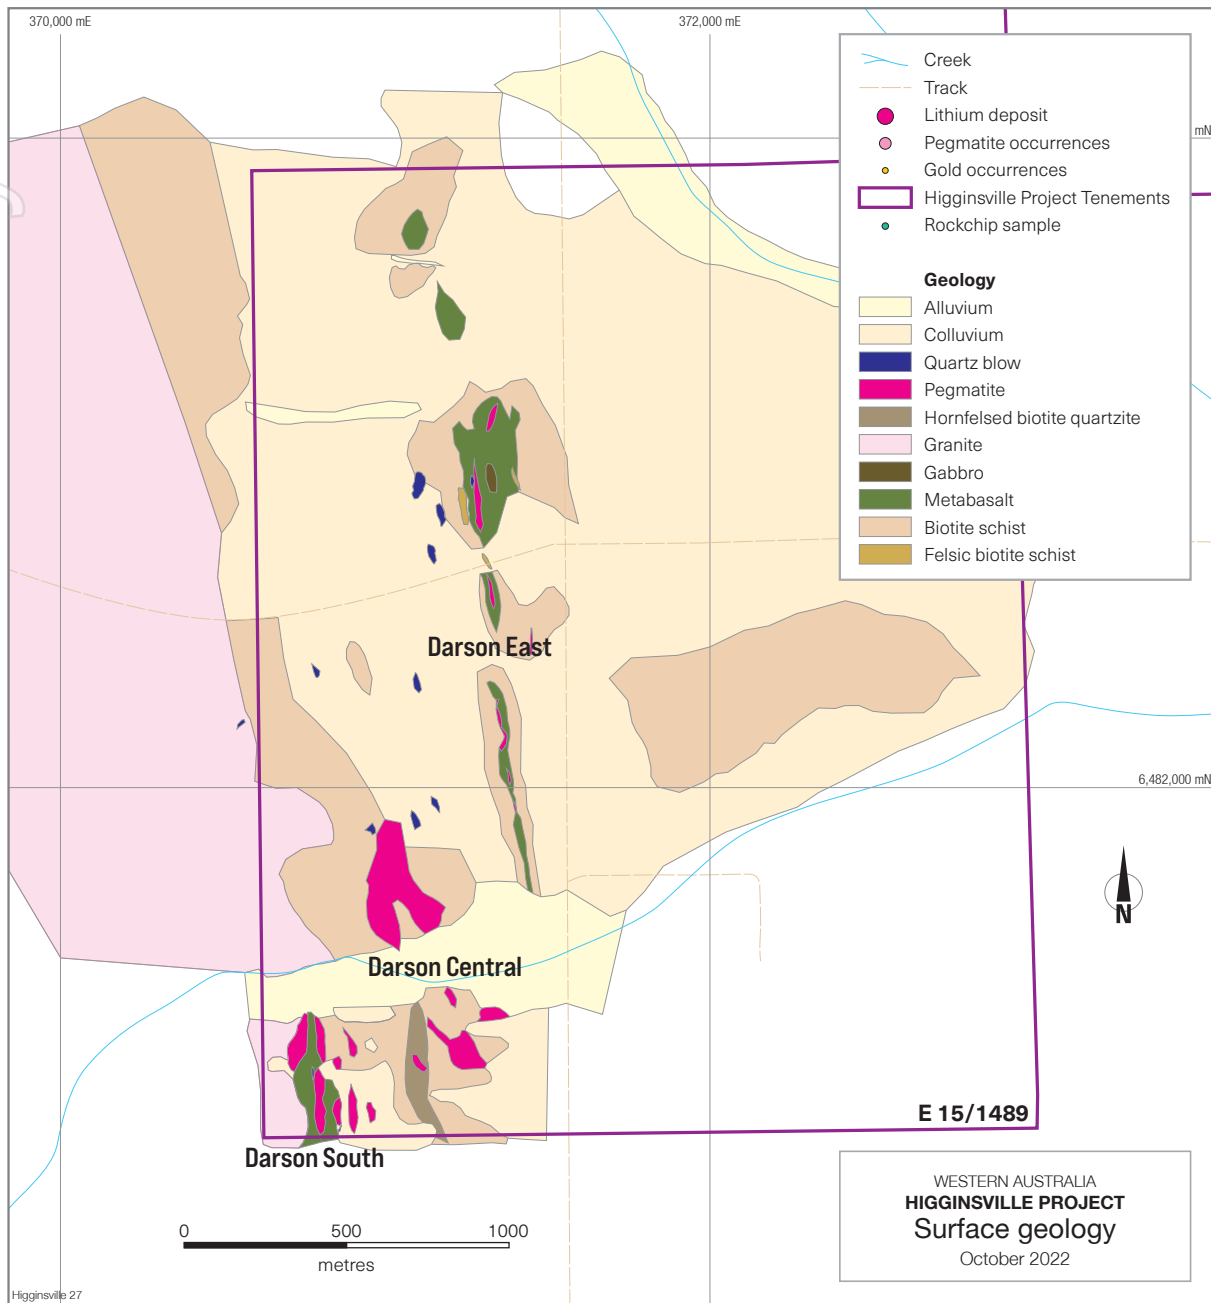 370,000 mE
372,000 mE
Creek
Track
Lithium deposit
Pegmatite occurrences
mN
Gold occurrences
Higginsville Project Tenements
Rockchip sample
Geology
Alluvium
Colluvium
Quartz blow
Pegmatite
Hornfelsed biotite quartzite
Granite
Gabbro
Metabasalt
Biotite schist
Felsic biotite schist
Darson East
6,482,000 mN
N
Darson Central
E 15/1489
Darson South
WESTERN AUSTRALIA
HIGGINSVILLE PROJECT
Surface geology
October 2022
0 500 1000
metres
Higginsville 27